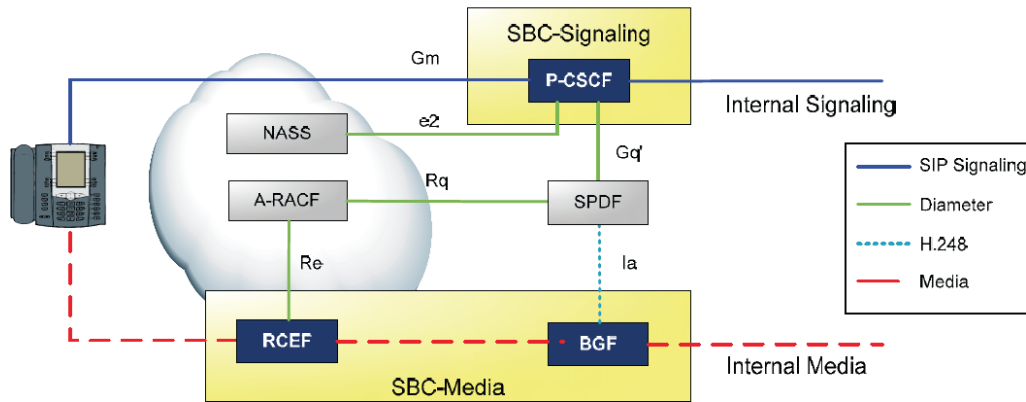 SBC-Signaling
Gm
P-CSCF
Internal Signaling
NASS
e2
Gq'
SIP Signaling
A-RACF
Rq
SPDF
Diameter
H.248
Re
Ia
Media
RCEF
BGF
Internal Media
SBC-Media